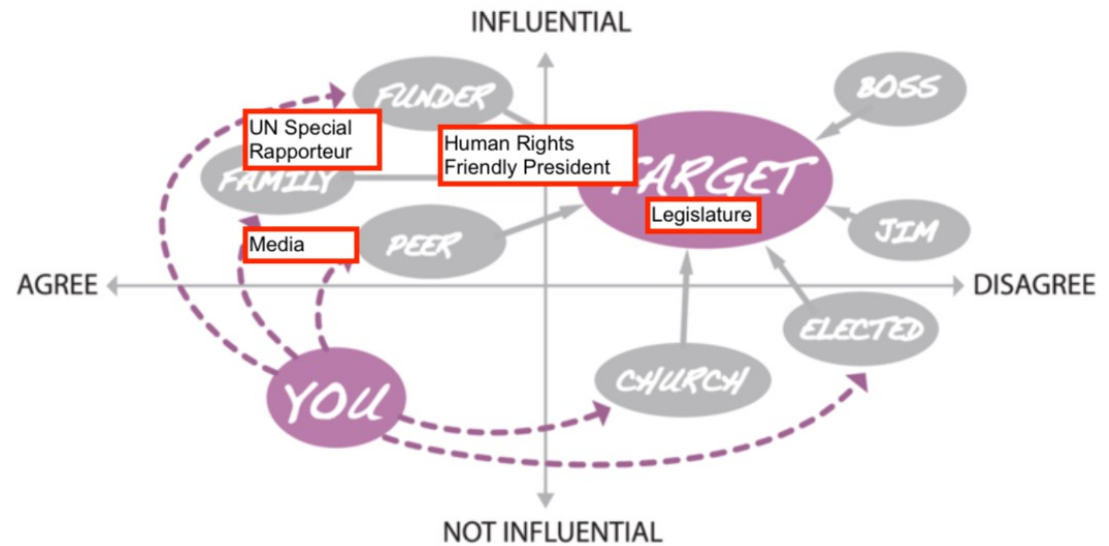 INFLUENTIAL
FUNDER
BOSS
UN Special
Rapporteur
Human Rights
Friendly President
FAMILY
TARGET
Legislature
Media
PEER
JIM
AGREE
DISAGREE
ELECTED
CHURCH
YOU
NOT INFLUENTIAL